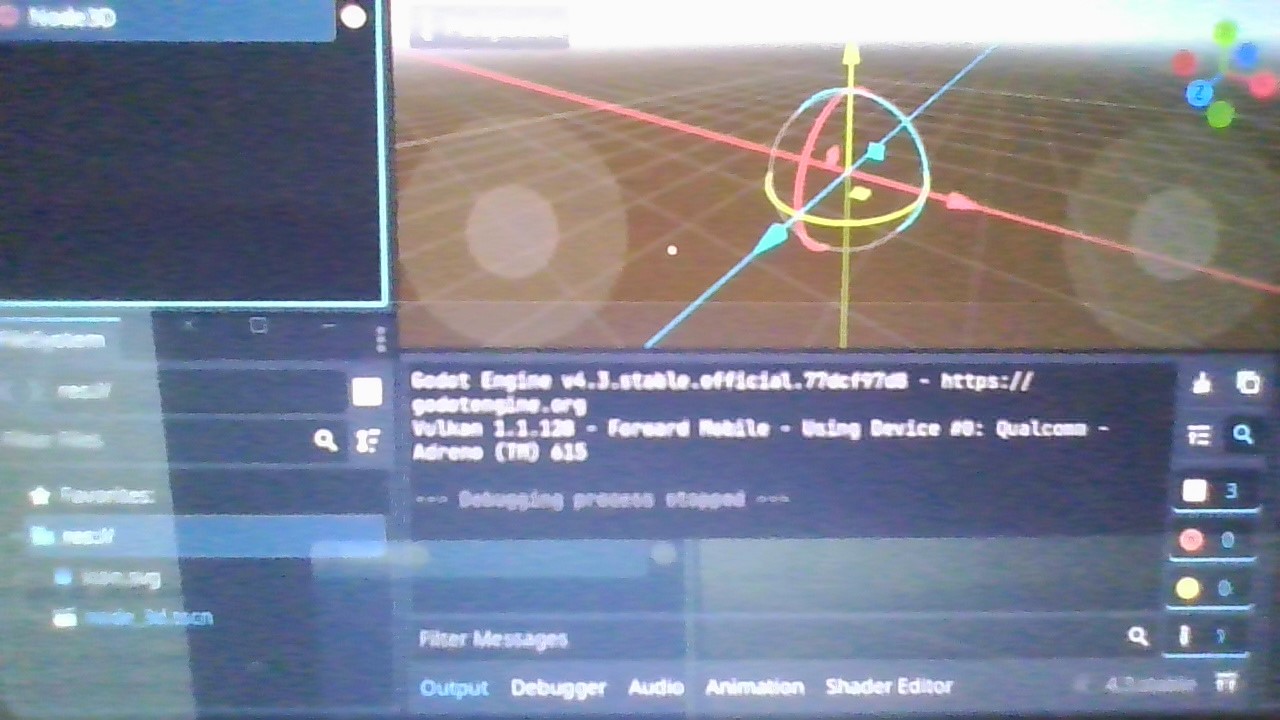 Node3D
Godot Engine v4.3.stable.official.77dcf97d8 - https://
godotengine.org
Vulkan 1.1.128 - Forward Mobile - Using Device #0: Qualcomm -
Adreno (TM) 615
--- Debugging process stopped ---
Z
res://
Filter Files
Favorites:
res://
icon.svg
node_3d.tscn
3
0
0
Filter Messages
Output Debugger Audio Animation Shader Editor
4.3.stable